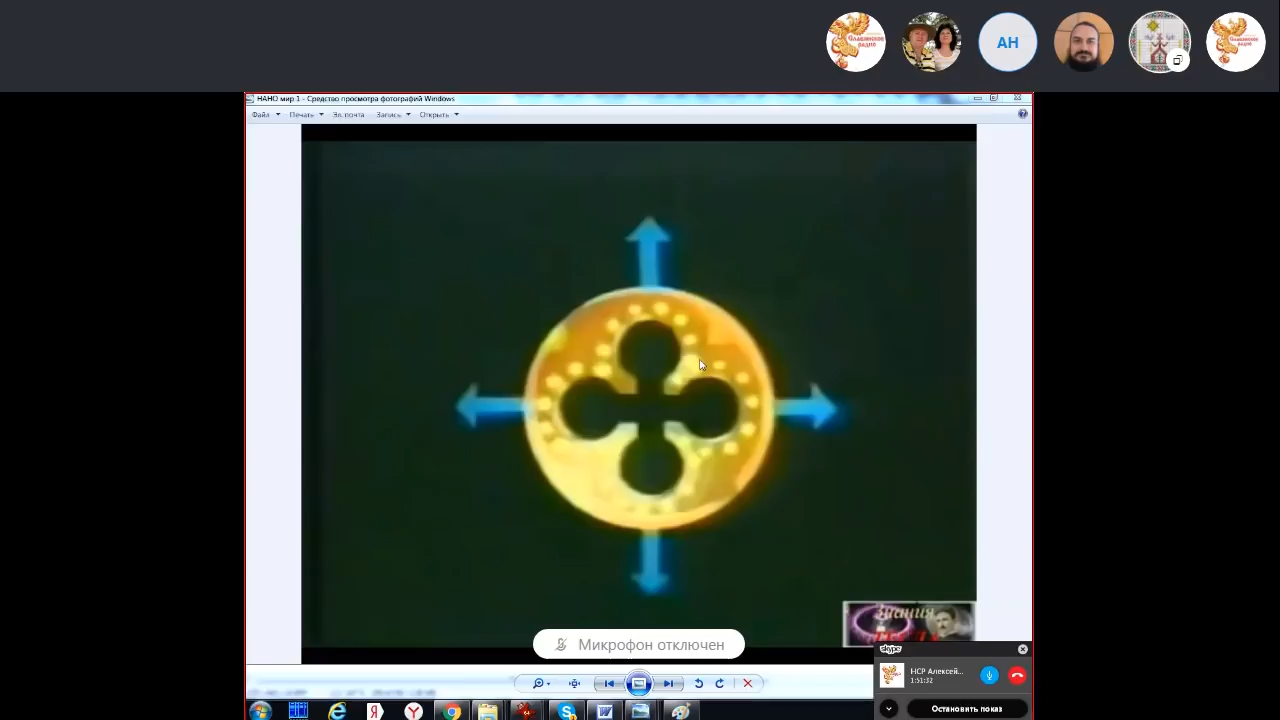 АН
НАНО мир 1 - Средство просмотра фотографий Windows
Файл Печать Эл. почта Запись Открыть
Знания
Микрофон отключен
skype
НСР Алексей...
1:51:32
Остановить показ